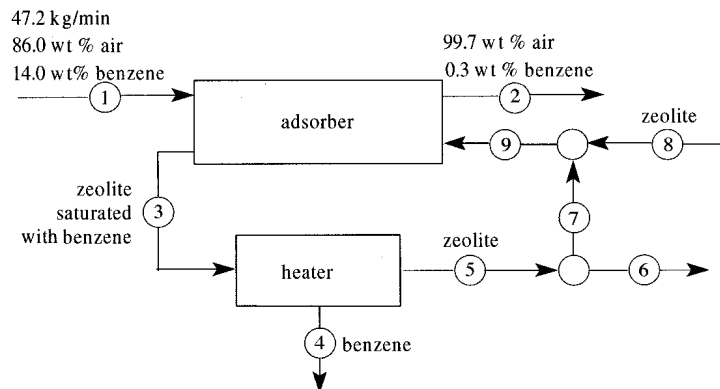 47.2 kg/min
86.0 wt % air
14.0 wt% benzene
1
99.7 wt % air
0.3 wt % benzene
2
adsorber
9
zeolite
8
zeolite
saturated
with benzene
3
7
heater
zeolite
5
6
4
benzene